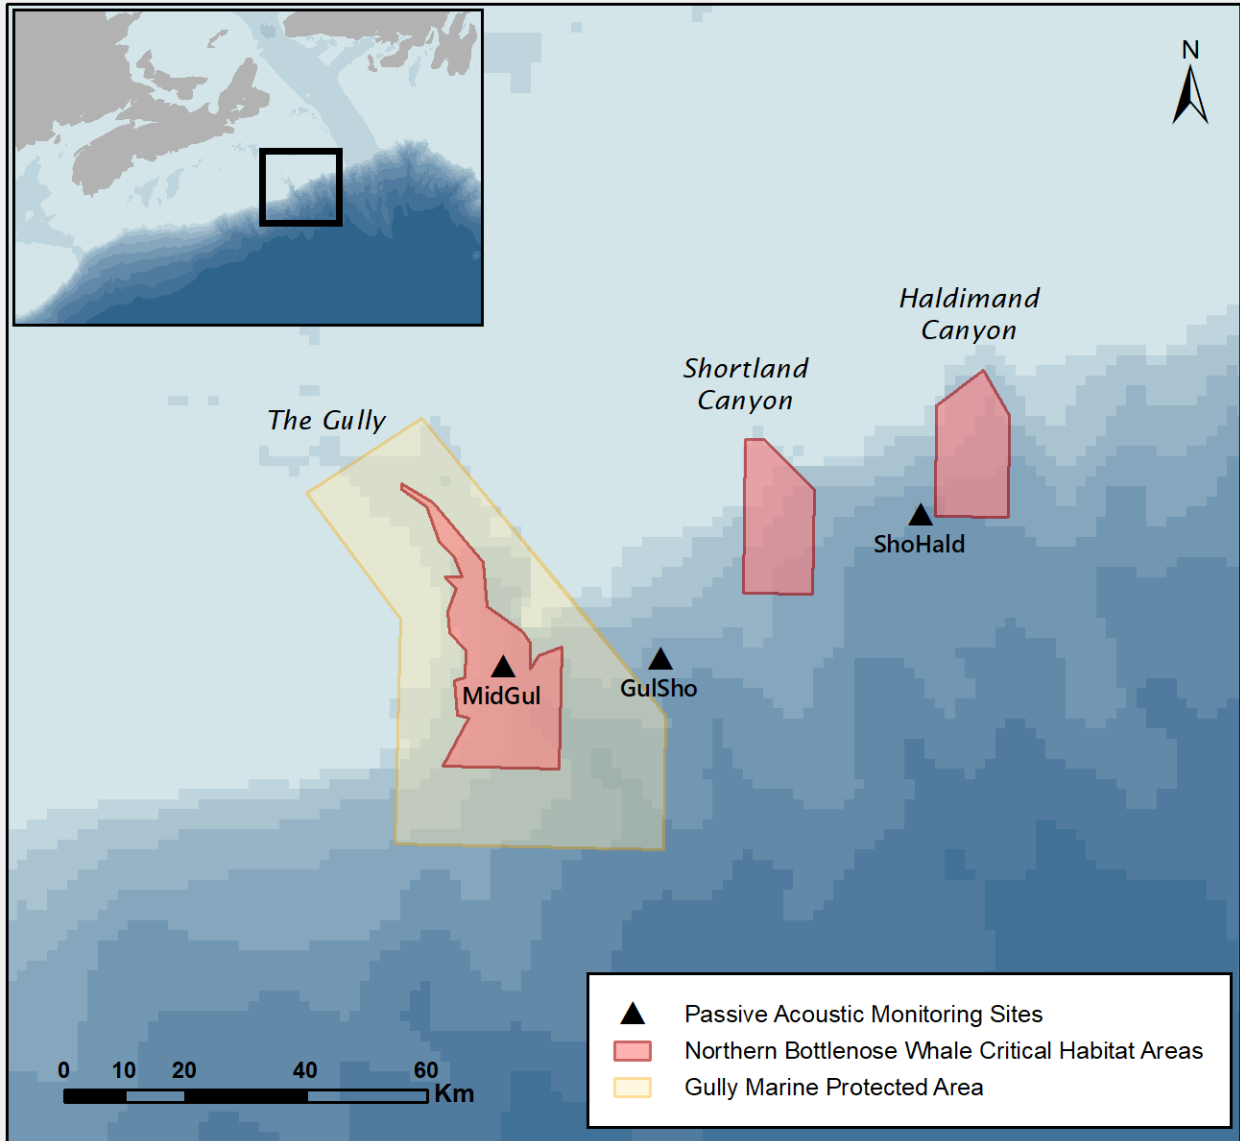 N
Haldimand
Canyon
Shortland
Canyon
The Gully
ShoHald
GulSho
MidGul
Passive Acoustic Monitoring Sites
Northern Bottlenose Whale Critical Habitat Areas
Gully Marine Protected Area
0 10 20 40 60
Km